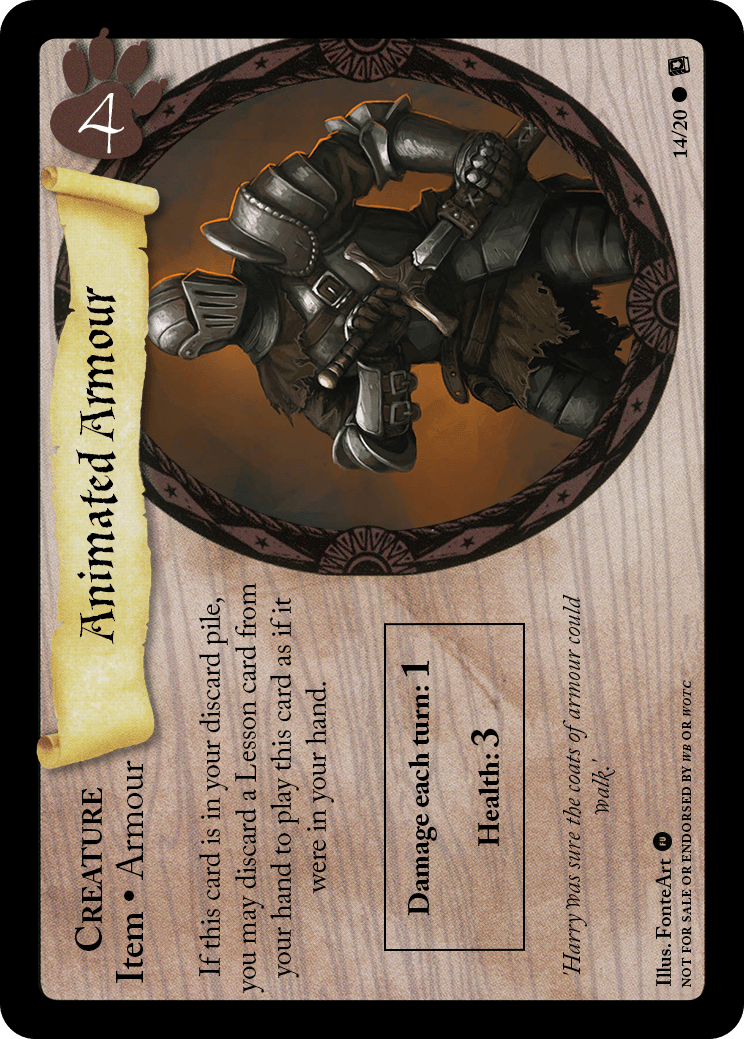 4
Animated Armour
CREATURE
Item • Armour
If this card is in your discard pile,
you may discard a Lesson card from
your hand to play this card as if it
were in your hand.
Damage each turn: 1
Health: 3
'Harry was sure the coats of armour could
walk.'
Illus. FonteArt FU
NOT FOR SALE OR ENDORSED BY WB OR WOTC
14/20